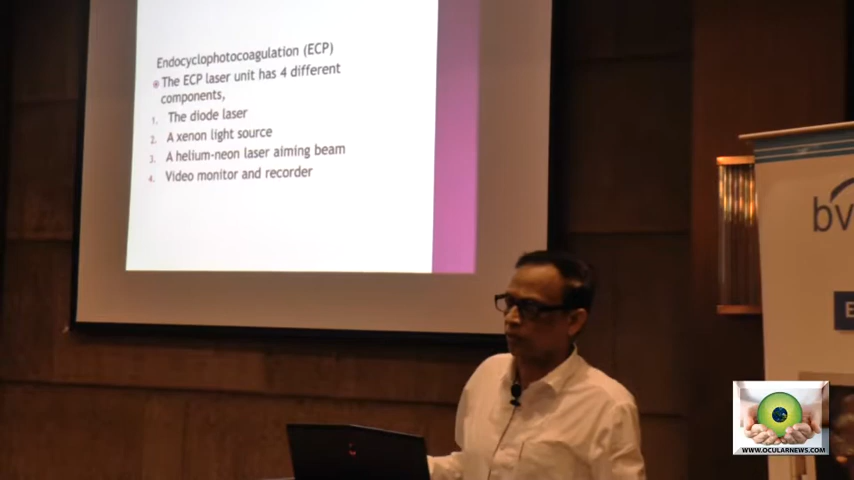 Endocyclophotocoagulation (ECP)
The ECP laser unit has 4 different
components,
1. The diode laser
2. A xenon light source
3. A helium-neon laser aiming beam
4. Video monitor and recorder
bv
E
WWW.OCULARNEWS.COM